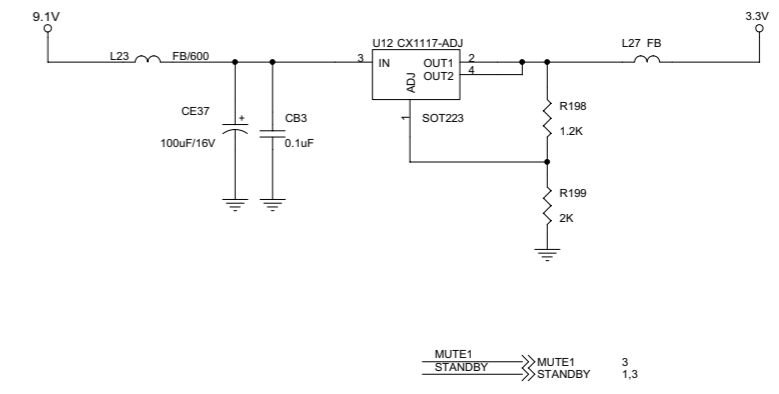 9.1V
3.3V
L23 FB/600
U12 CX1117-ADJ
L27 FB
3 IN OUT1 2
OUT2 4
ADJ
1
SOT223
CE37
+
100uF/16V
CB3
0.1uF
R198
1.2K
R199
2K
MUTE1 MUTE1 3
STANDBY STANDBY 1,3